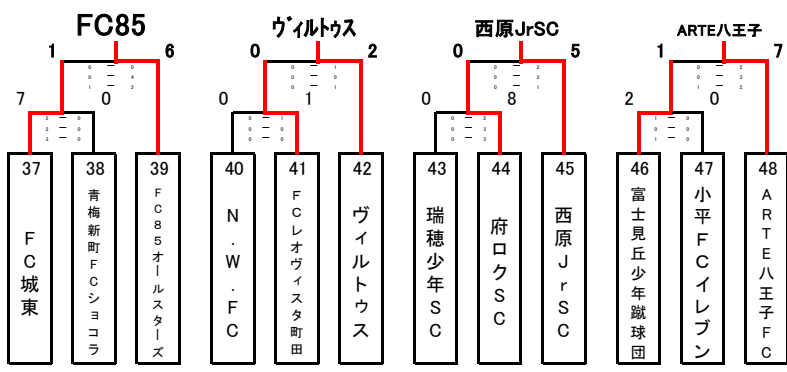 FC85
ヴィルトゥス
西原JrSC
ARTE八王子
1 6
0 2
0 5
1 7
7 0
0 1
0 8
2 0
37
FC城東
38
青梅新町FCショコラ
39
FC85オールスターズ
40
N.W.FC
41
FCレオヴィスタ町田
42
ヴィルトゥス
43
瑞穂少年SC
44
府ロクSC
45
西原JrSC
46
富士見丘少年蹴球団
47
小平FCイレブン
48
ARTE八王子FC